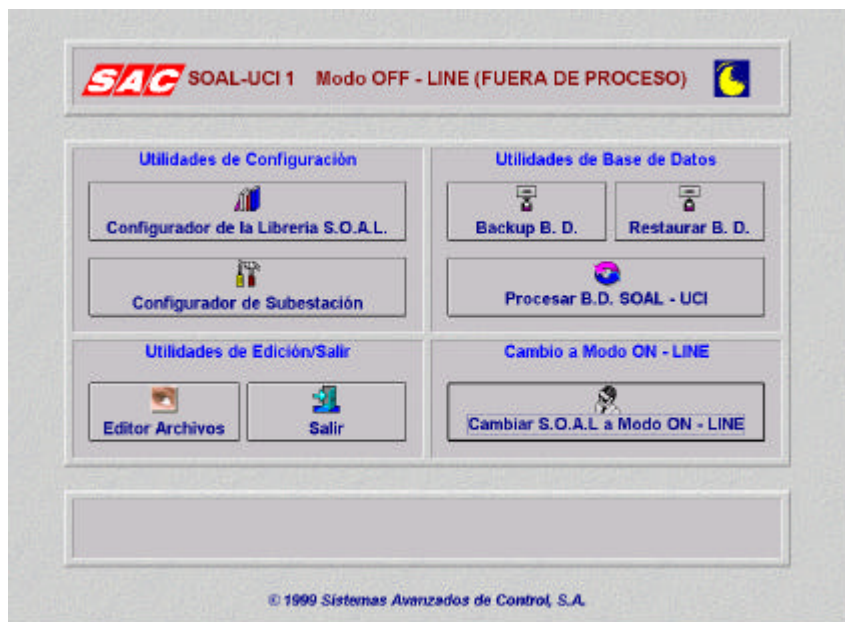 SAC SOAL-UCI 1 Modo OFF - LINE (FUERA DE PROCESO)
Utilidades de Configuración
Configurador de la Libreria S.O.A.L.
Configurador de Subestación
Utilidades de Base de Datos
Backup B. D.
Restaurar B. D.
Procesar B.D. SOAL - UCI
Utilidades de Edición/Salir
Editor Archivos
Salir
Cambio a Modo ON - LINE
Cambiar S.O.A.L a Modo ON - LINE
© 1999 Sistemas Avanzados de Control, S.A.